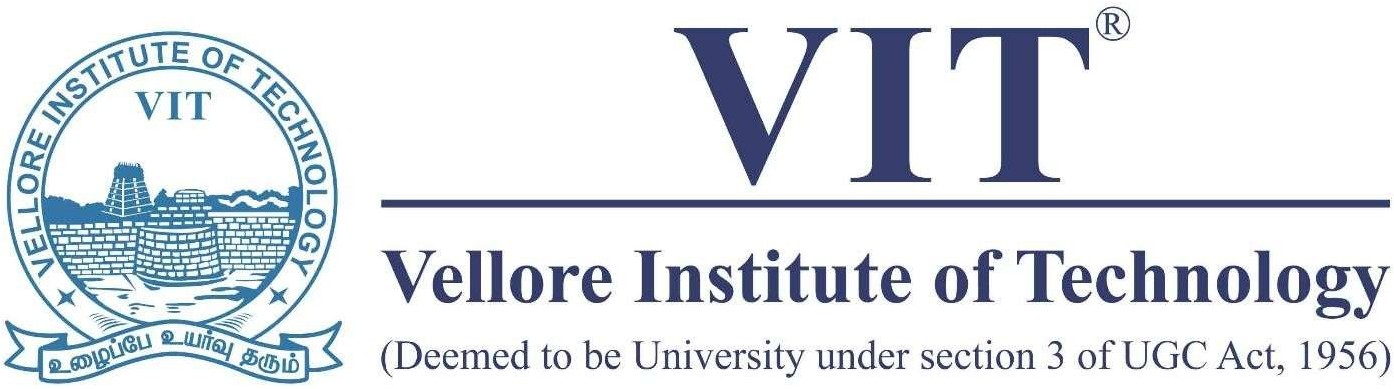 VELLORE INSTITUTE OF TECHNOLOGY
VIT
உழைப்பே உயர்வு தரும்
VIT®
Vellore Institute of Technology
(Deemed to be University under section 3 of UGC Act, 1956)